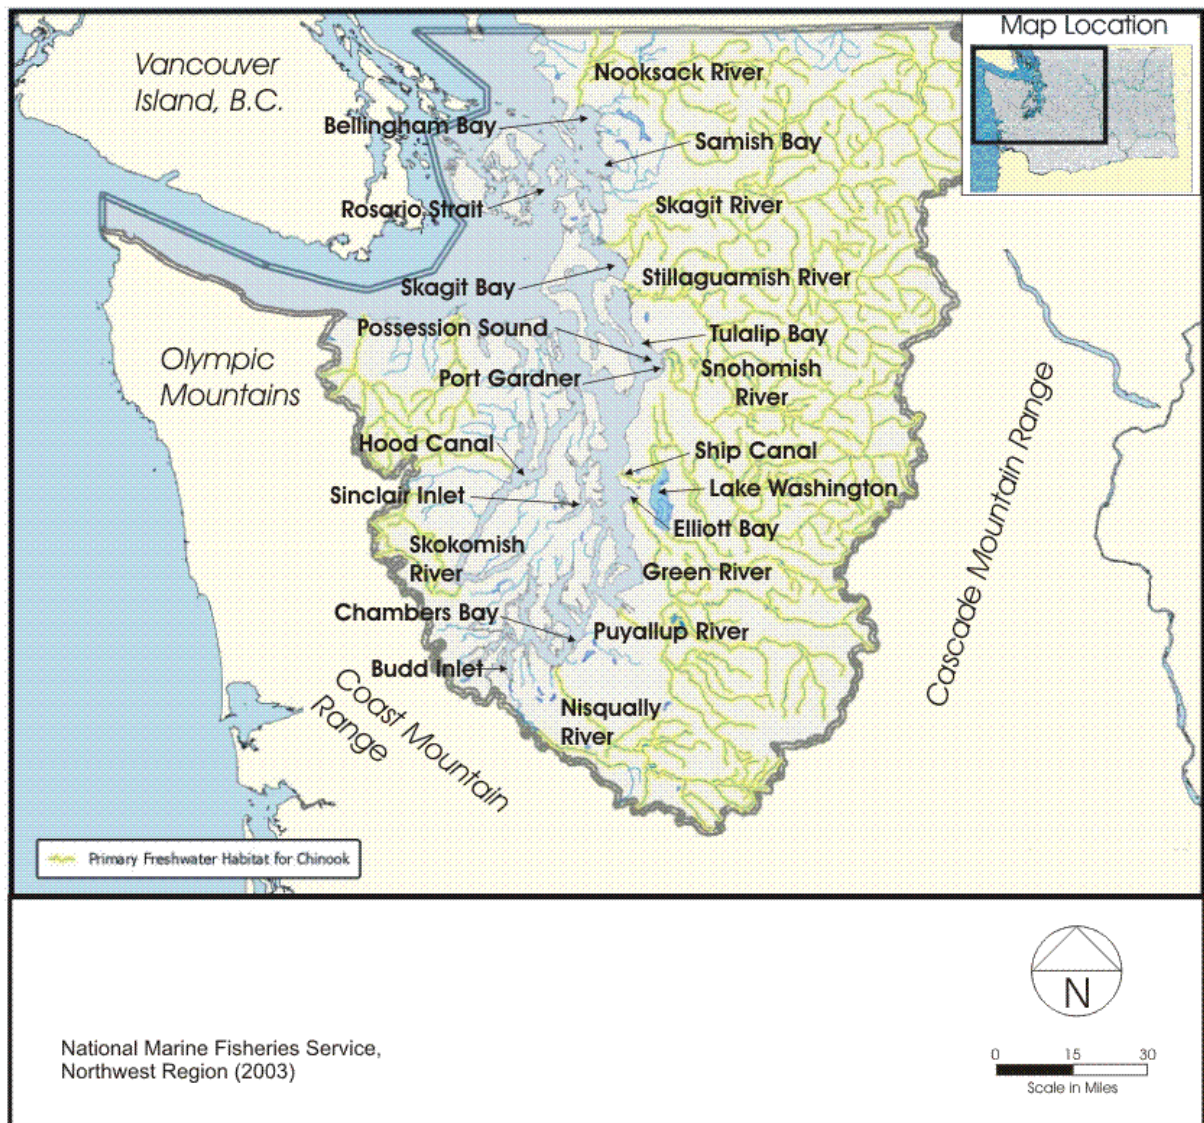 Map Location
Vancouver
Island, B.C.
Nooksack River
Bellingham Bay
Samish Bay
Rosario Strait
Skagit River
Skagit Bay
Stillaguamish River
Possession Sound
Tulalip Bay
Olympic
Mountains
Port Gardner
Snohomish
River
Hood Canal
Ship Canal
Sinclair Inlet
Lake Washington
Elliott Bay
Skokomish
River
Green River
Cascade Mountain Range
Chambers Bay
Puyallup River
Budd Inlet
Coast Mountain
Range
Nisqually
River
Primary Freshwater Habitat for Chinook
N
National Marine Fisheries Service,
Northwest Region (2003)
0 15 30
Scale in Miles